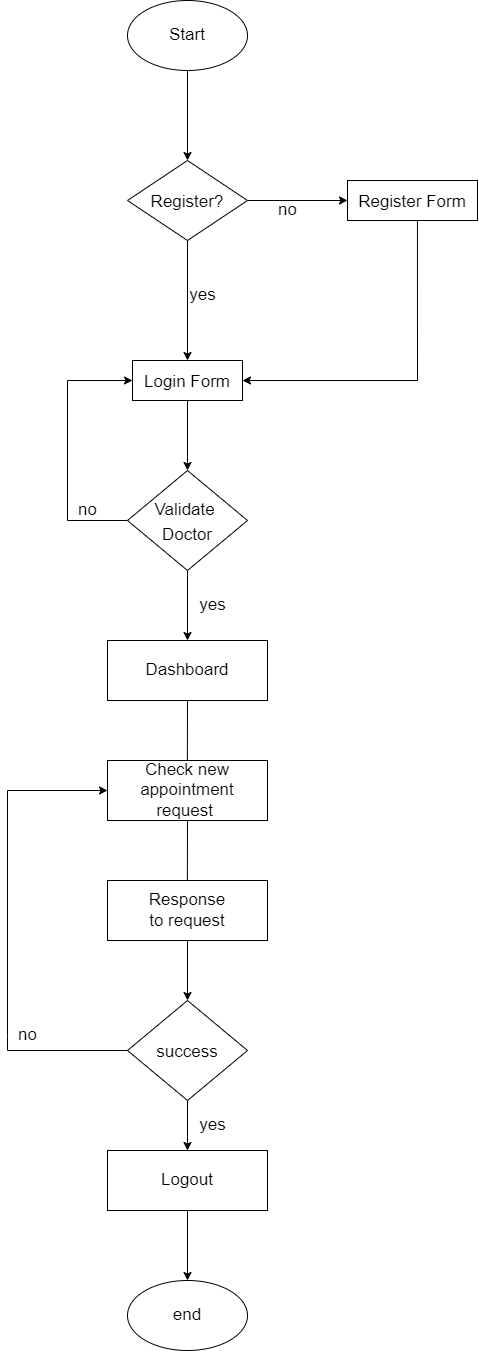 Start
Register?
no
Register Form
yes
Login Form
no
Validate
Doctor
yes
Dashboard
Check new
appointment
request
Response
to request
no
success
yes
Logout
end